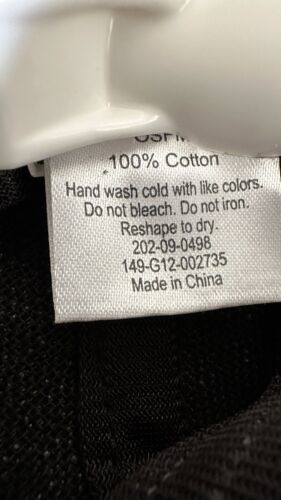 100% Cotton
Hand wash cold with like colors.
Do not bleach. Do not iron.
Reshape to dry.
202-09-0498
149-G12-002735
Made in China